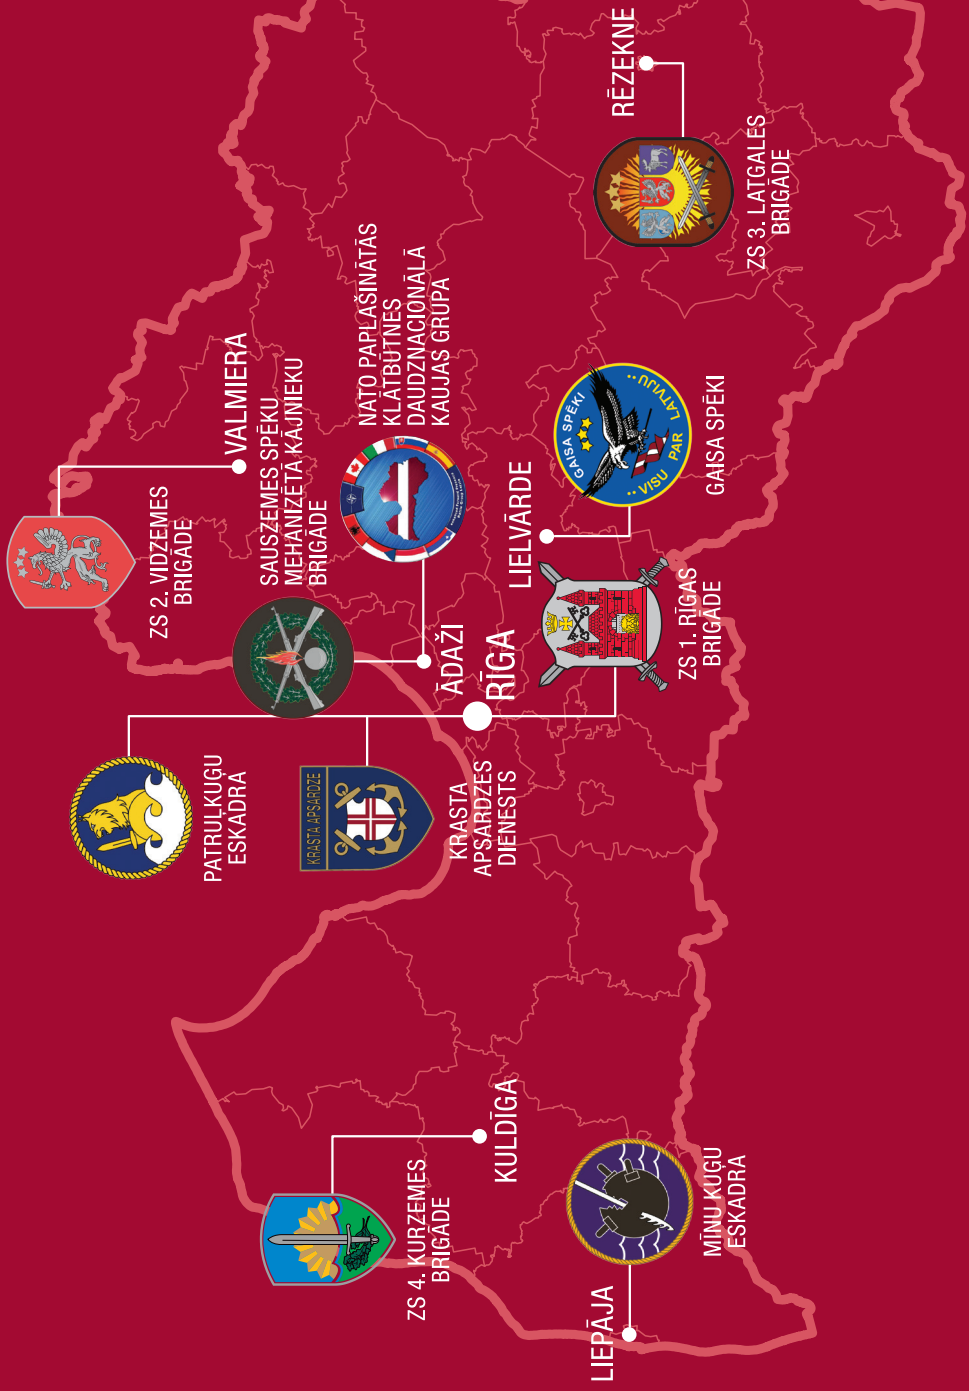 ZS 2. VIDZEMES
BRIGĀDE
VALMIERA
PATRUĻKUĢU
ESKADRA
SAUSZEMES SPĒKU
MEHANIZĒTĀ KĀJNIEKU
BRIGĀDE
NATO PAPLAŠINĀTĀS
KLĀTBŪTNES
DAUDZNACIONĀLĀ
KAUJAS GRUPA
KRASTA APSARDZE
KRASTA
APSARDZES
DIENESTS
ĀDAŽI
RĪGA
ZS 4. KURZEMES
BRIGĀDE
KULDĪGA
LIELVĀRDE
GAISA SPĒKI
VISU PAR LATVIJU
GAISA SPĒKI
ZS 1. RĪGAS
BRIGĀDE
RĒZEKNE
ZS 3. LATGALES
BRIGĀDE
LIEPĀJA
MĪNU KUĢU
ESKADRA